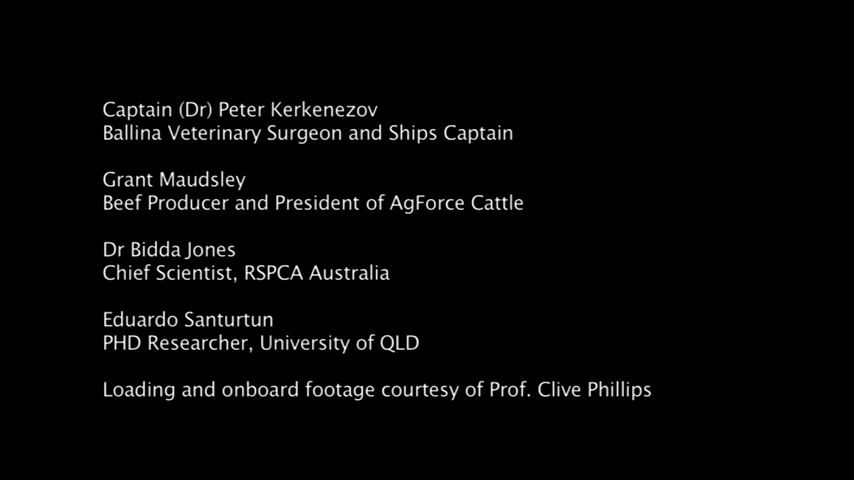 Captain (Dr) Peter Kerkenezov
Ballina Veterinary Surgeon and Ships Captain
Grant Maudsley
Beef Producer and President of AgForce Cattle
Dr Bidda Jones
Chief Scientist, RSPCA Australia
Eduardo Santurtun
PHD Researcher, University of QLD
Loading and onboard footage courtesy of Prof. Clive Phillips